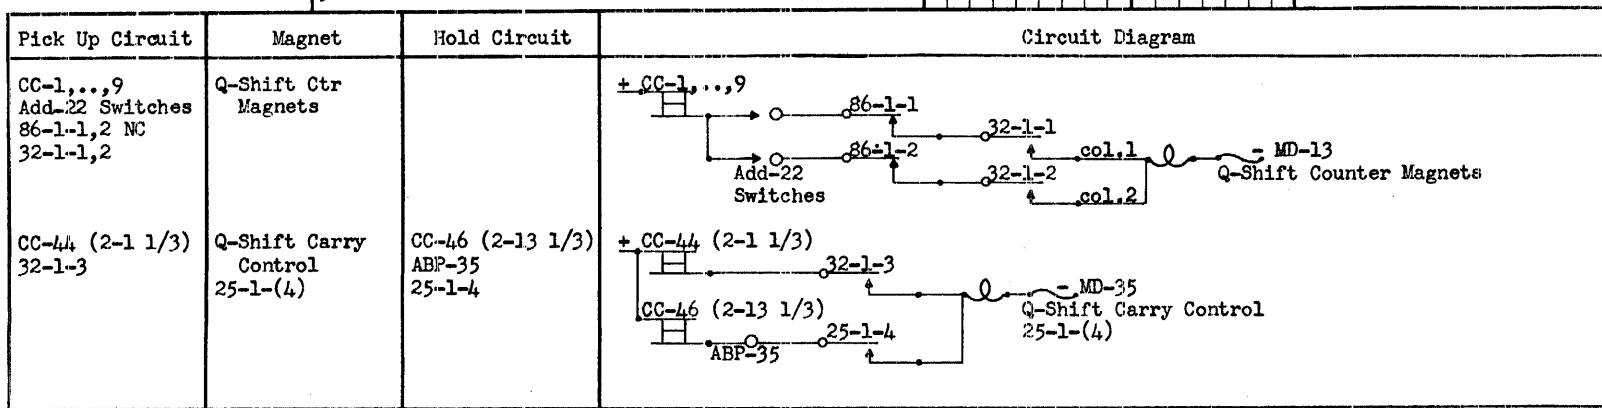 Pick Up Circuit
Magnet
Hold Circuit
Circuit Diagram
CC-1,..,9
Add-22 Switches
86-1-1,2 NC
32-1-1,2
Q-Shift Ctr
Magnets
+ CC-1,..,9
86-1-1
32-1-1
col.1
- MD-13
Q-Shift Counter Magnets
86-1-2
32-1-2
col.2
Add-22
Switches
CC-44 (2-1 1/3)
32-1-3
Q-Shift Carry
Control
25-1-(4)
CC-46 (2-13 1/3)
ABP-35
25-1-4
+ CC-44 (2-1 1/3)
32-1-3
- MD-35
Q-Shift Carry Control
25-1-(4)
CC-46 (2-13 1/3)
25-1-4
ABP-35